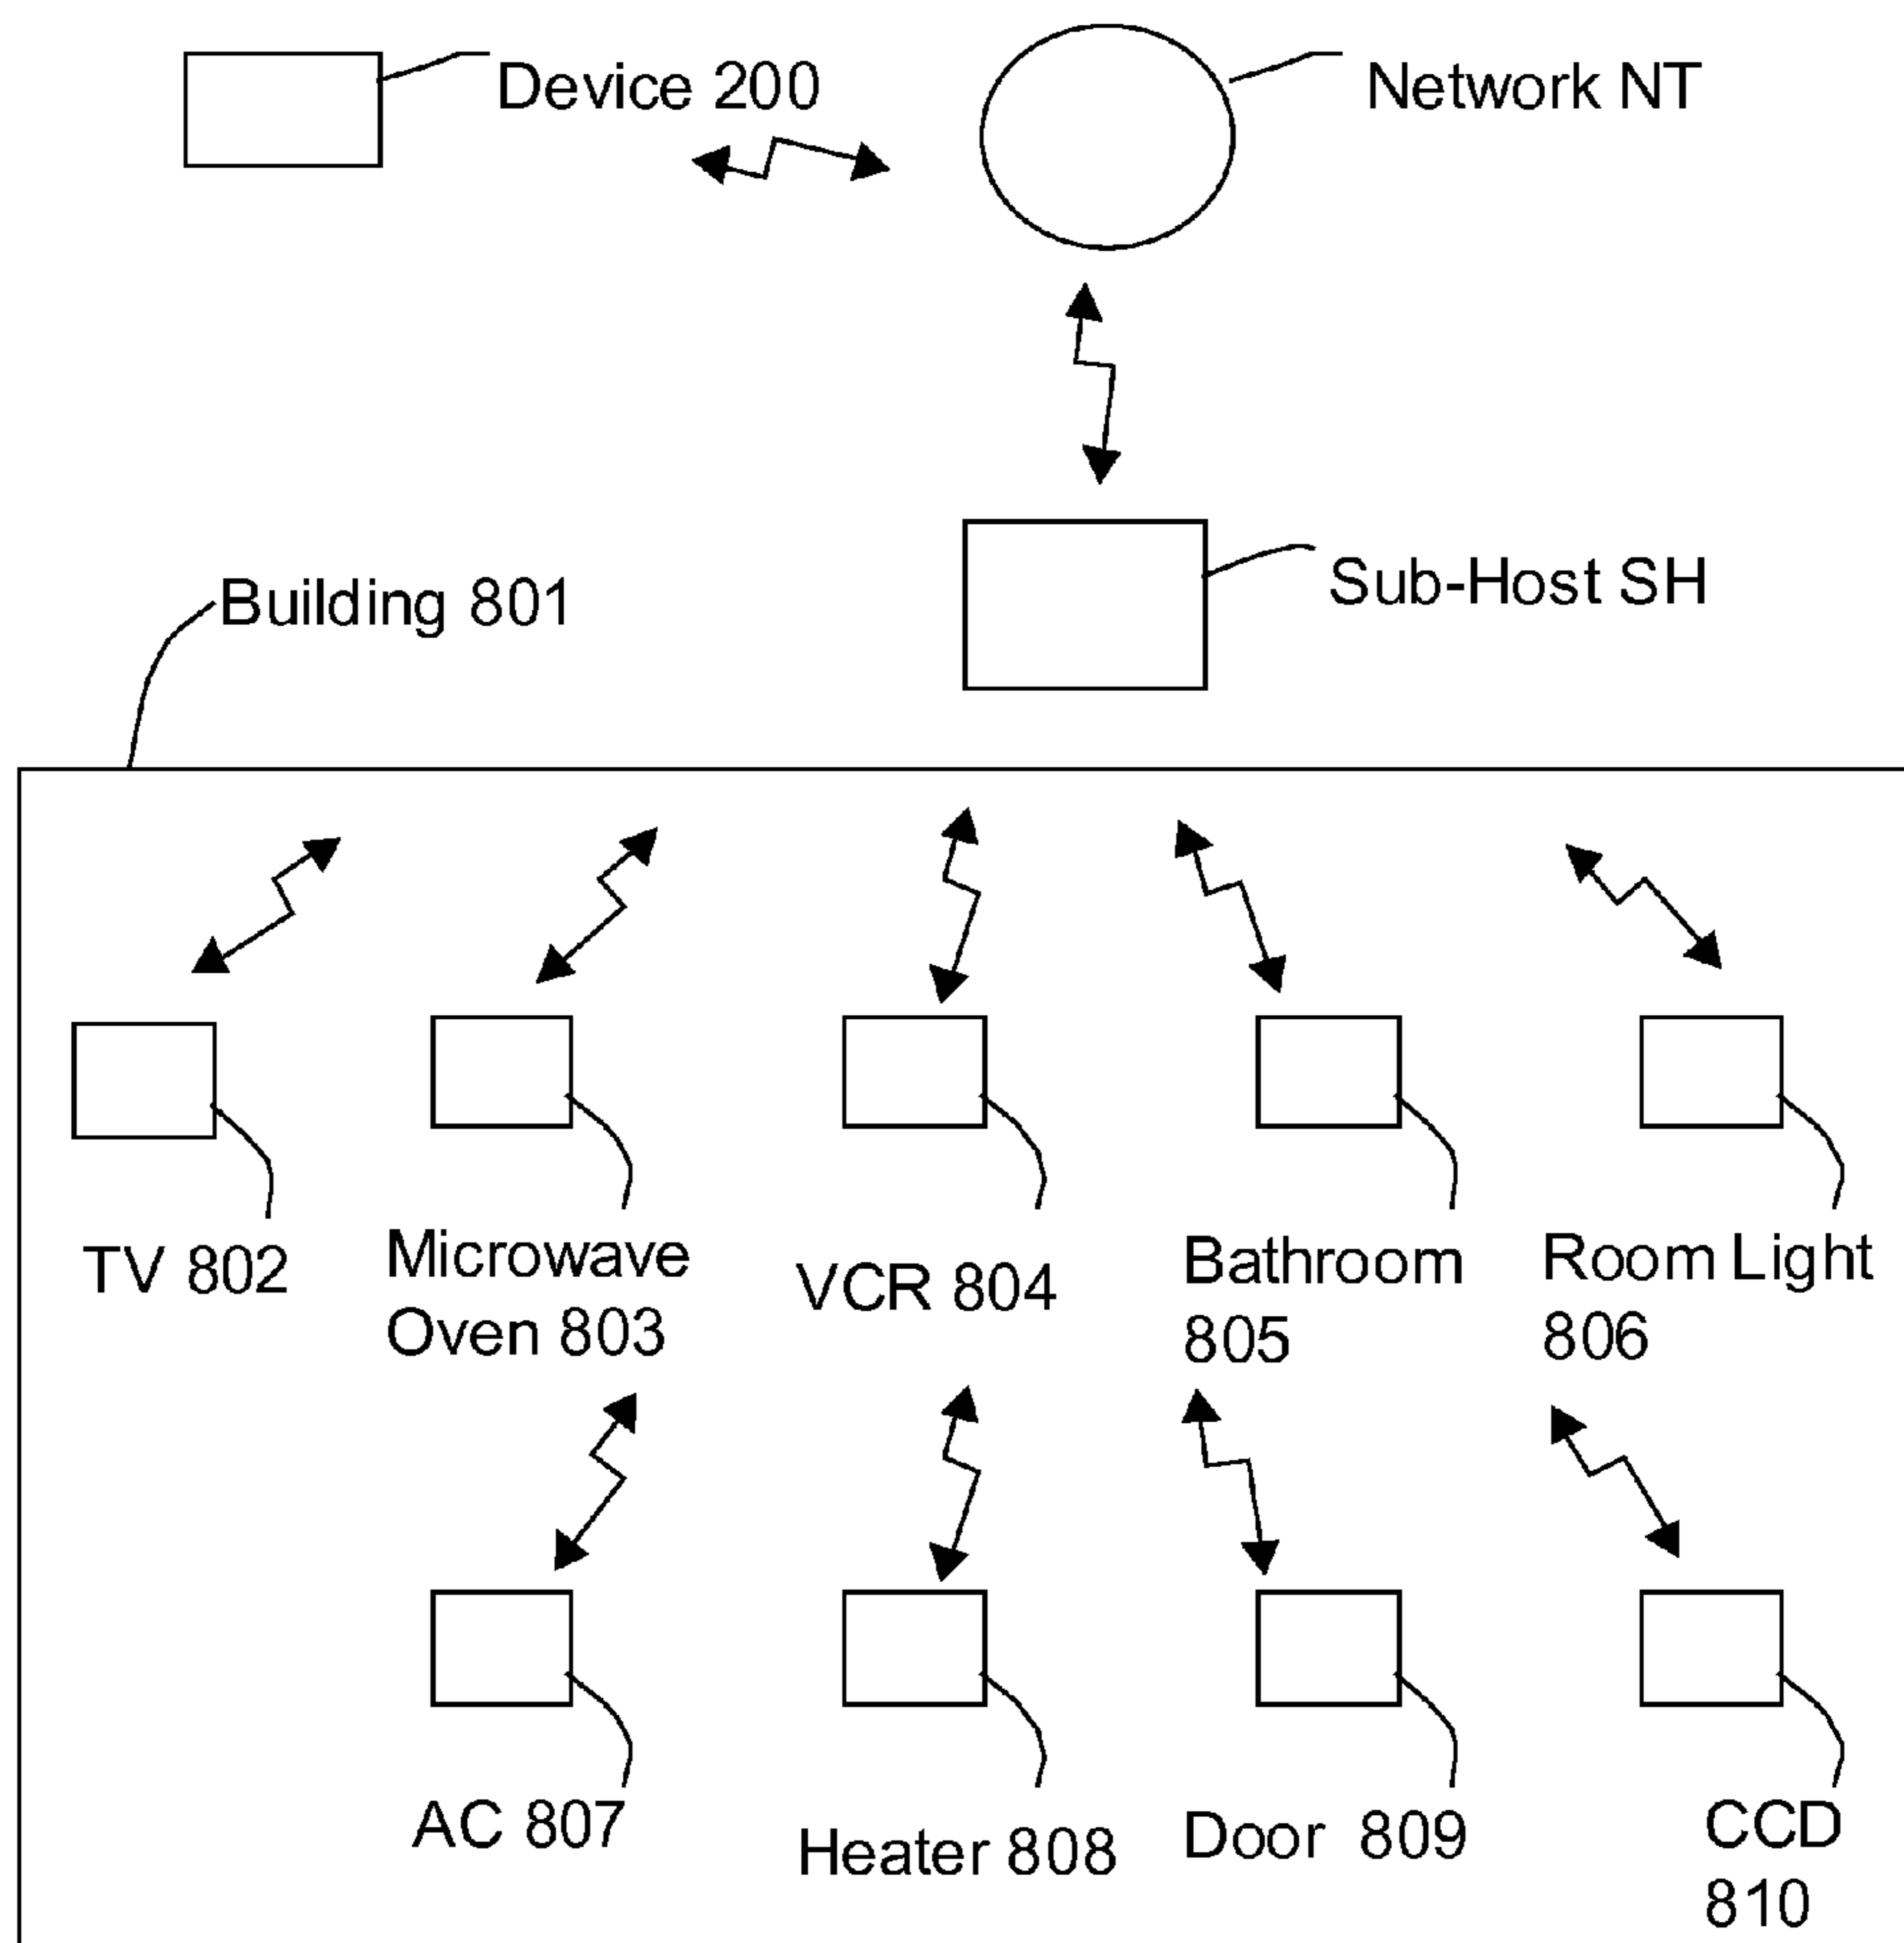 Device 200
Network NT
Sub-Host SH
Building 801
TV 802
Microwave
Oven 803
VCR 804
Bathroom
805
Room Light
806
AC 807
Heater 808
Door 809
CCD
810